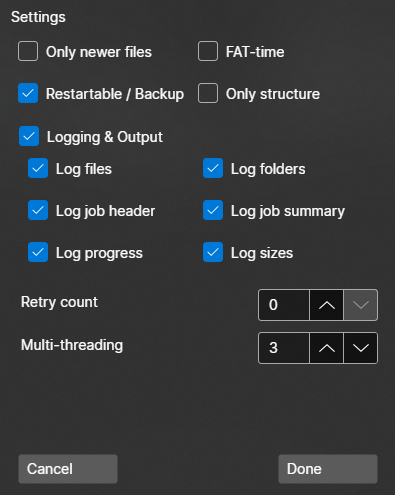 Settings
Only newer files FAT-time
Restartable / Backup Only structure
Logging & Output
Log files Log folders
Log job header Log job summary
Log progress Log sizes
Retry count 0
Multi-threading 3
Cancel Done